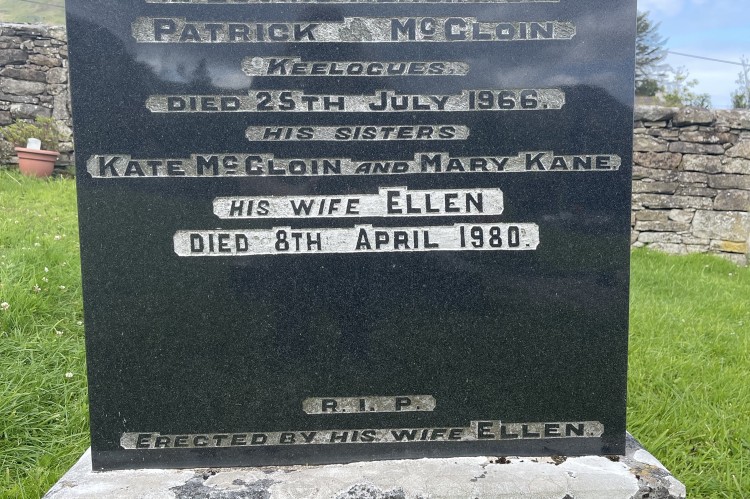 Patrick McGloin
Keelogues.
died 25th July 1966.
his sisters
Kate McGloin and Mary Kane.
his wife Ellen
died 8th April 1980.
R. I. P.
Erected by his wife Ellen